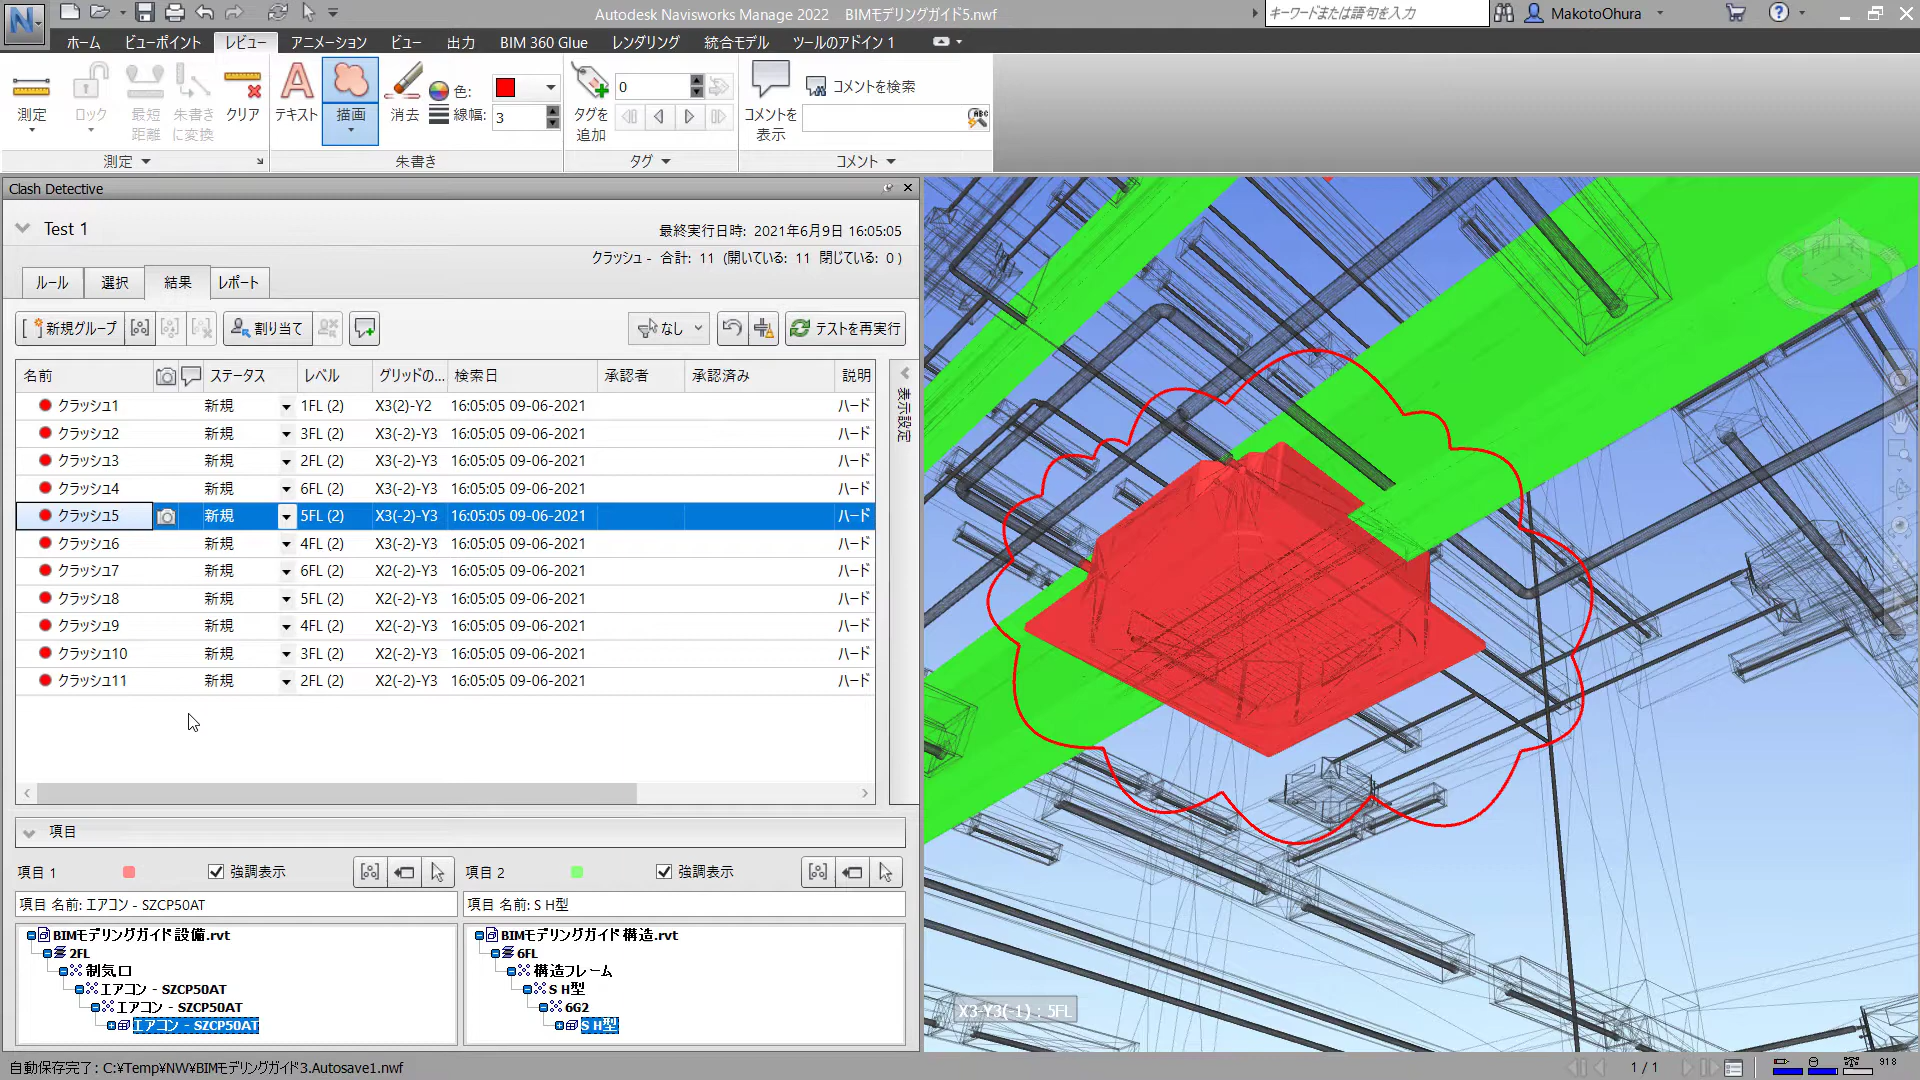 Autodesk Navisworks Manage 2022 BIMモデリングガイド5.nwf
キーワードまたは語句を入力
MakotoOhura
ホーム ビューポイント レビュー アニメーション ビュー 出力 BIM 360 Glue レンダリング 統合モデル ツールのアドイン 1
測定
ロック
最短
距離
朱書き
に変換
クリア
テキスト
描画
消去
色:
線幅: 3
タグを
追加
0
コメントを
表示
コメントを検索
測定
朱書き
タグ
コメント
Clash Detective
Test 1
最終実行日時: 2021年6月9日 16:05:05
クラッシュ - 合計: 11 (開いている: 11 閉じている: 0 )
ルール 選択 結果 レポート
新規グループ
割り当て
なし
テストを再実行
名前 ステータス レベル グリッドの... 検索日 承認者 承認済み 説明
クラッシュ1 新規 1FL (2) X3(2)-Y2 16:05:05 09-06-2021 ハード
クラッシュ2 新規 3FL (2) X3(-2)-Y3 16:05:05 09-06-2021 ハード
クラッシュ3 新規 2FL (2) X3(-2)-Y3 16:05:05 09-06-2021 ハード
クラッシュ4 新規 6FL (2) X3(-2)-Y3 16:05:05 09-06-2021 ハード
クラッシュ5 新規 5FL (2) X3(-2)-Y3 16:05:05 09-06-2021 ハード
クラッシュ6 新規 4FL (2) X3(-2)-Y3 16:05:05 09-06-2021 ハード
クラッシュ7 新規 6FL (2) X2(-2)-Y3 16:05:05 09-06-2021 ハード
クラッシュ8 新規 5FL (2) X2(-2)-Y3 16:05:05 09-06-2021 ハード
クラッシュ9 新規 4FL (2) X2(-2)-Y3 16:05:05 09-06-2021 ハード
クラッシュ10 新規 3FL (2) X2(-2)-Y3 16:05:05 09-06-2021 ハード
クラッシュ11 新規 2FL (2) X2(-2)-Y3 16:05:05 09-06-2021 ハード
表示設定
項目
項目 1 強調表示
項目 2 強調表示
項目 名前: エアコン - SZCP50AT
項目 名前: S H型
BIMモデリングガイド 設備.rvt
2FL
制気口
エアコン - SZCP50AT
エアコン - SZCP50AT
エアコン - SZCP50AT
BIMモデリングガイド 構造.rvt
6FL
構造フレーム
S H型
6G2
S H型
X3-Y3(-1) : 5FL
自動保存完了: C:¥Temp¥NW¥BIMモデリングガイド3.Autosave1.nwf
1 / 1
918